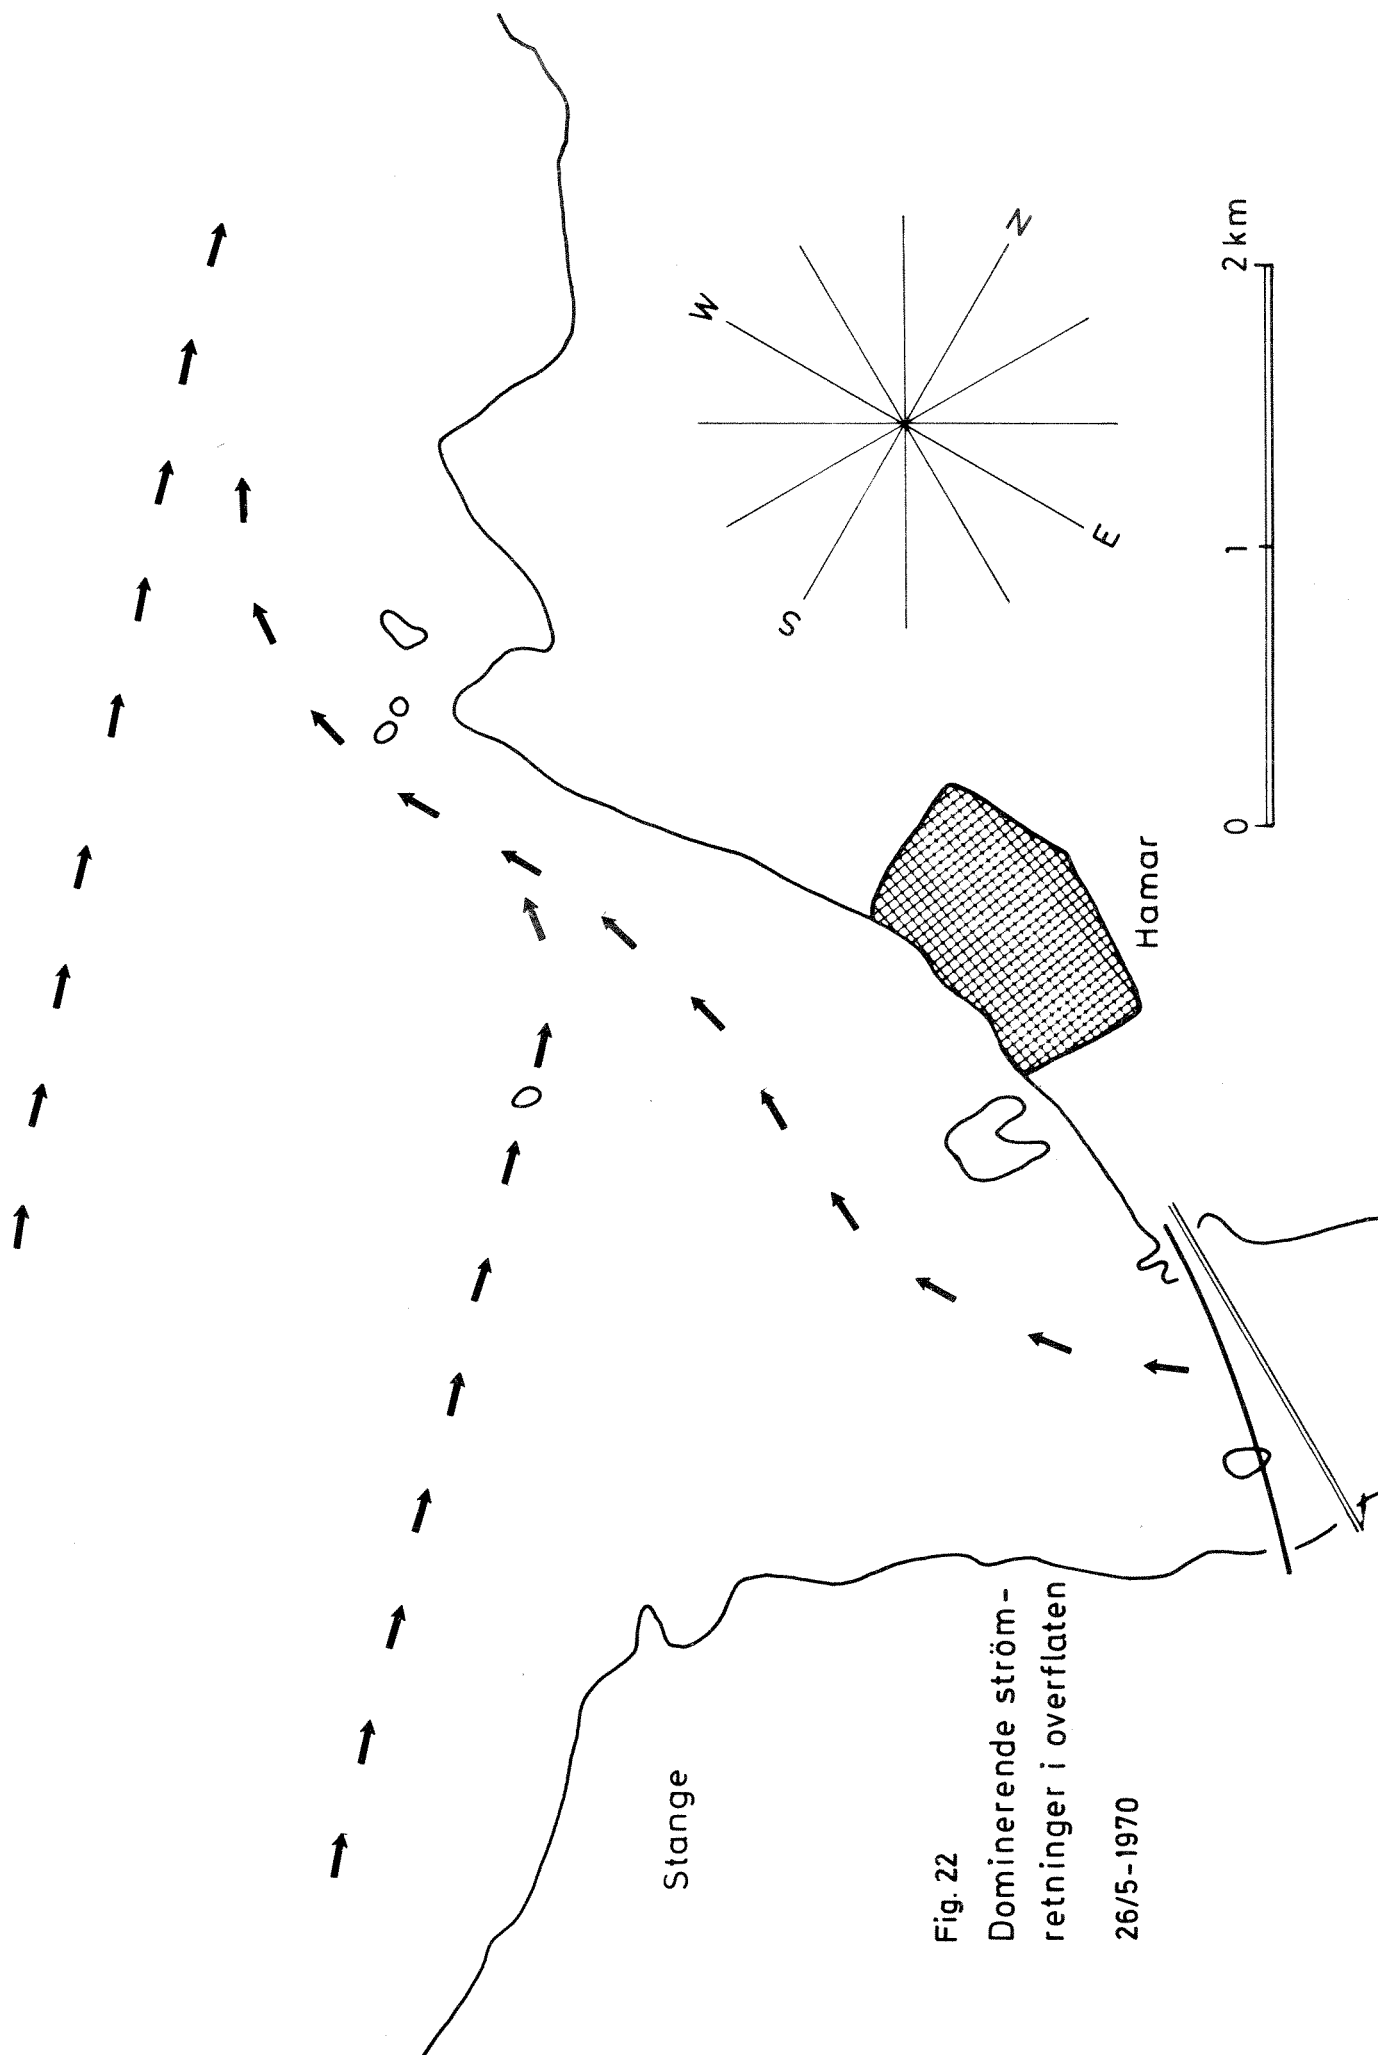 Stange
Hamar
W
N
S
E
0 1 2 km
Fig. 22
Dominerende ström-
retninger i overflaten
26/5-1970